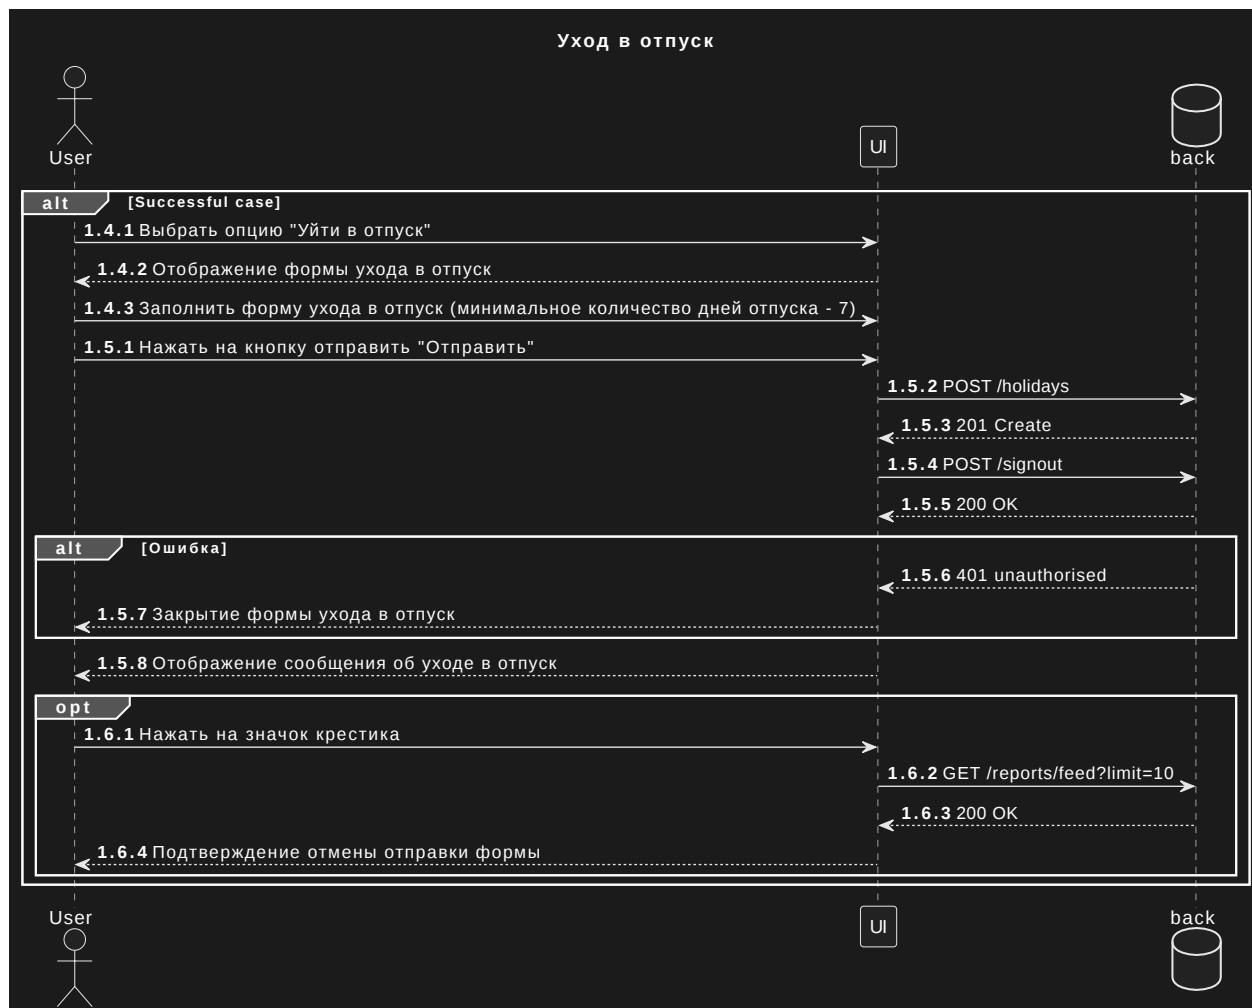 Уход в отпуск
User
UI
back
alt [Successful case]
1.4.1 Выбрать опцию "Уйти в отпуск"
1.4.2 Отображение формы ухода в отпуск
1.4.3 Заполнить форму ухода в отпуск (минимальное количество дней отпуска - 7)
1.5.1 Нажать на кнопку отправить "Отправить"
1.5.2 POST /holidays
1.5.3 201 Create
1.5.4 POST /signout
1.5.5 200 OK
alt [Ошибка]
1.5.6 401 unauthorised
1.5.7 Закрытие формы ухода в отпуск
1.5.8 Отображение сообщения об уходе в отпуск
opt
1.6.1 Нажать на значок крестика
1.6.2 GET /reports/feed?limit=10
1.6.3 200 OK
1.6.4 Подтверждение отмены отправки формы
User
UI
back